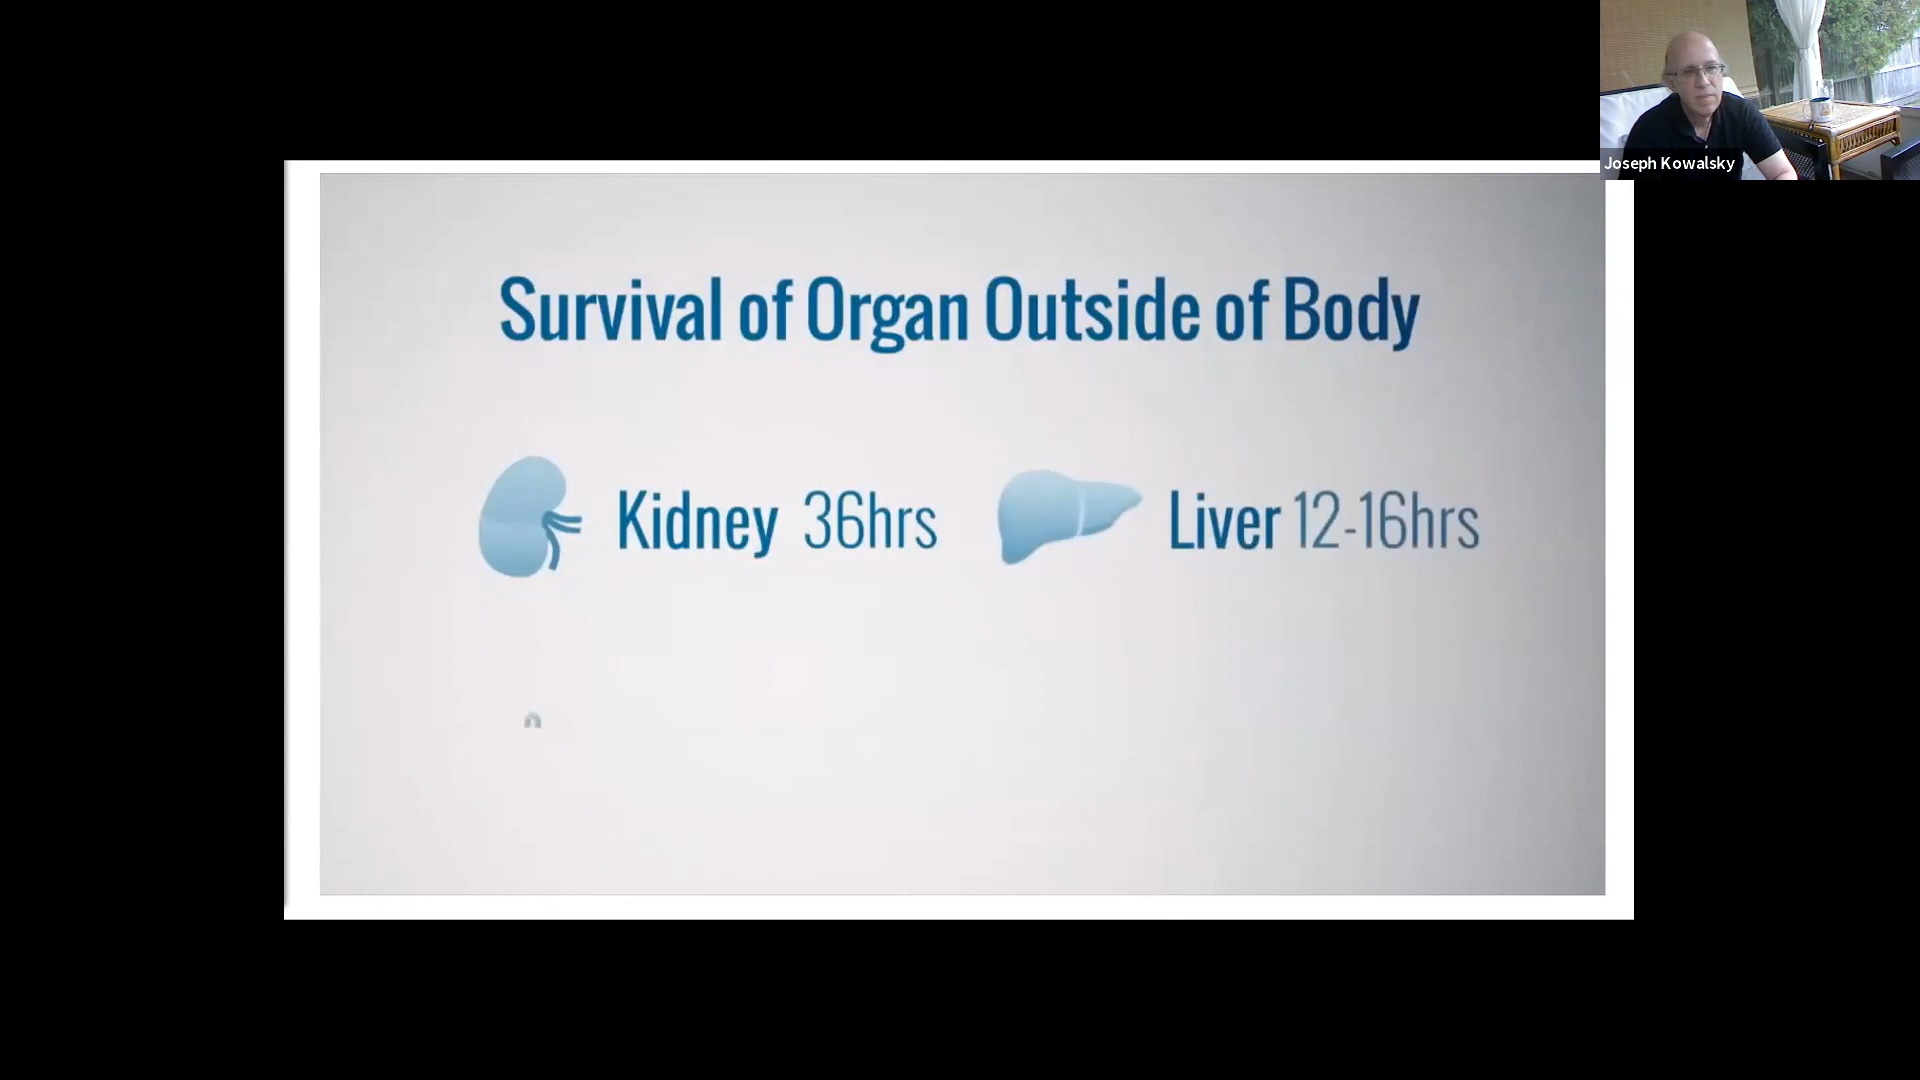 Joseph Kowalsky
Survival of Organ Outside of Body
Kidney 36hrs
Liver 12-16hrs